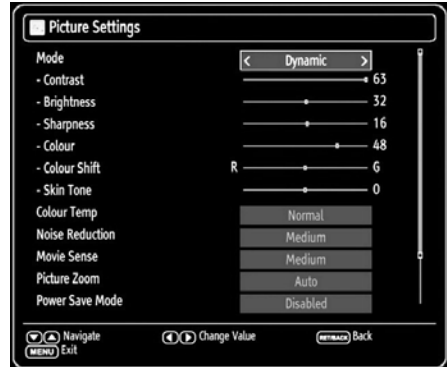 Picture Settings
Mode < Dynamic >
- Contrast 63
- Brightness 32
- Sharpness 16
- Colour 48
- Colour Shift R G
- Skin Tone 0
Colour Temp Normal
Noise Reduction Medium
Movie Sense Medium
Picture Zoom Auto
Power Save Mode Disabled
Navigate Change Value RET/BACK Back
MENU Exit